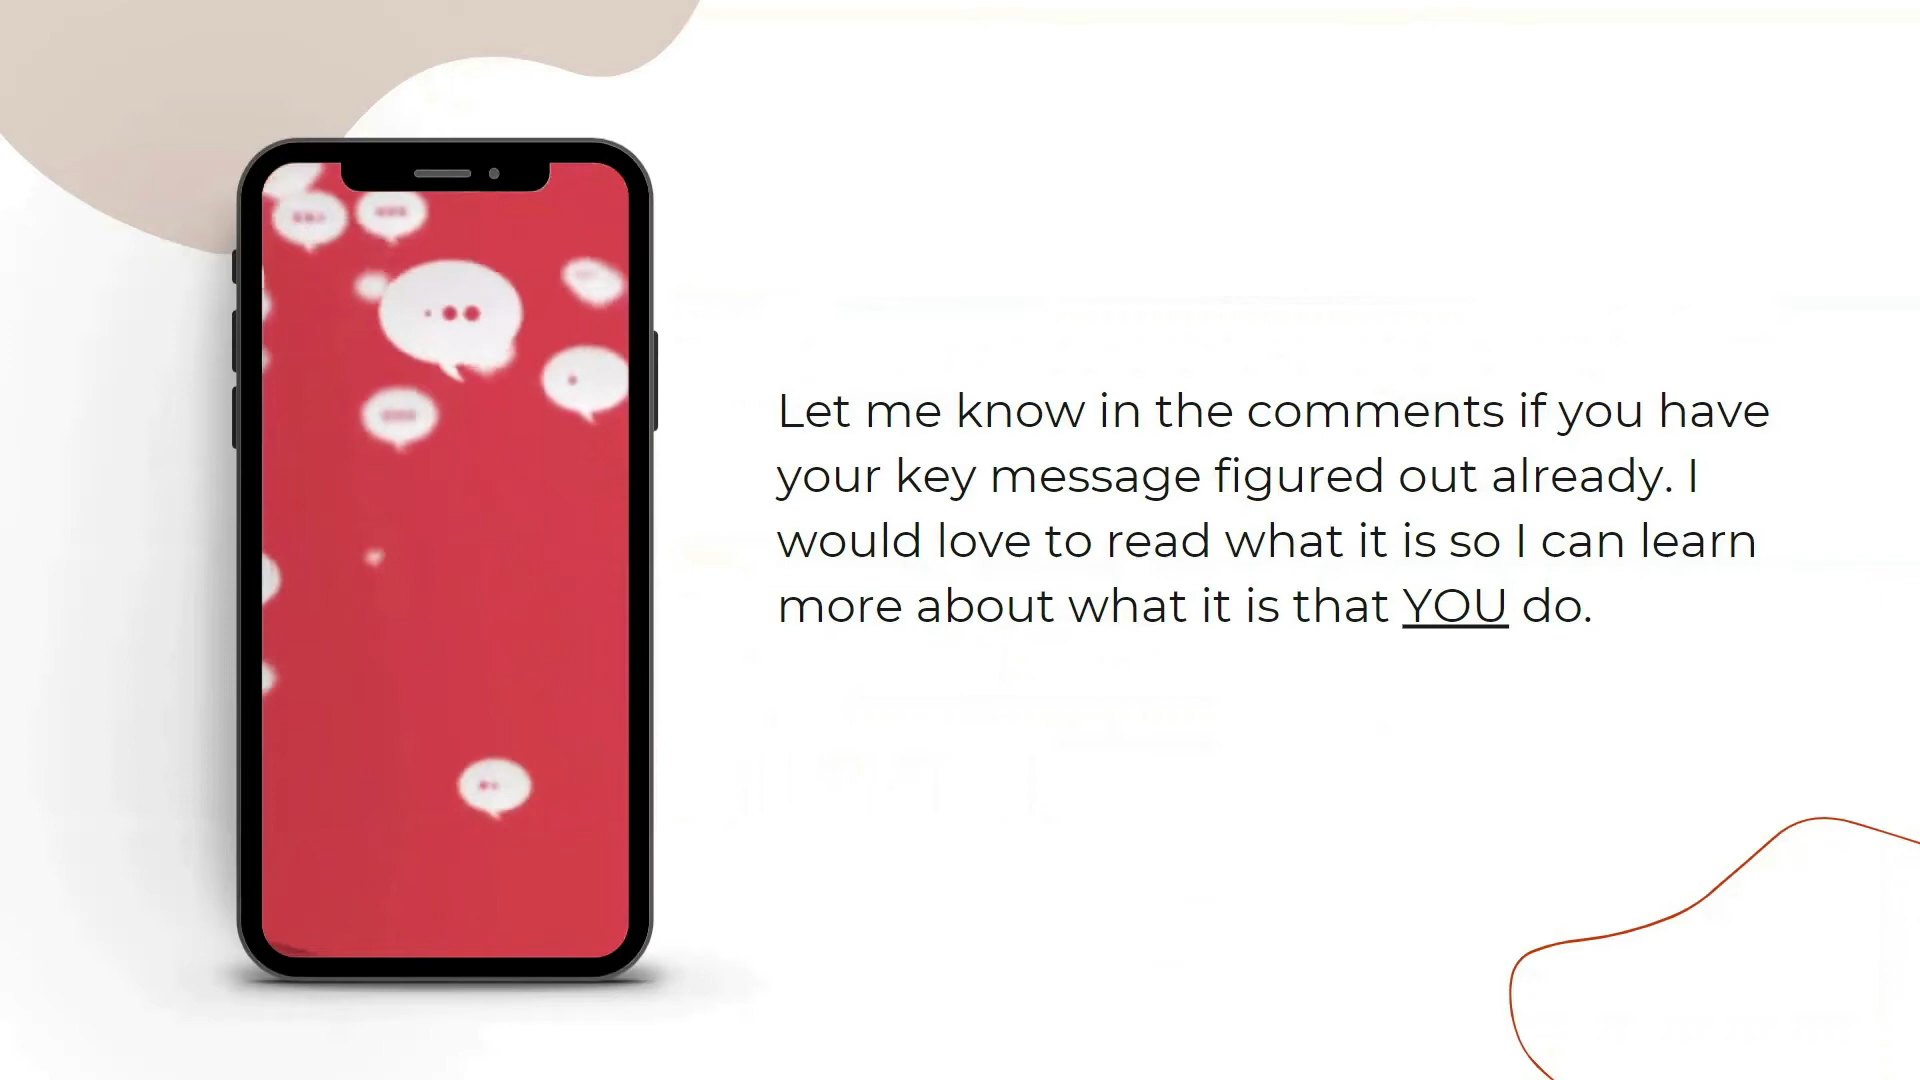 Let me know in the comments if you have
your key message figured out already. I
would love to read what it is so I can learn
more about what it is that YOU do.